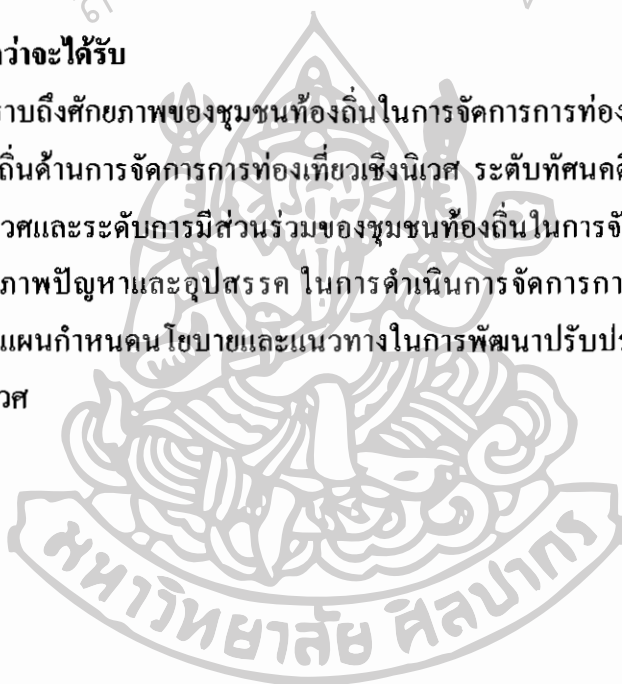 ว่าจะได้รับ
ราบถึงศักยภาพของชุมชนท้องถิ่นในการจัดการการท่อง
ถิ่นด้านการจัดการการท่องเที่ยวเชิงนิเวศ ระดับทัศนคติ
วศและระดับการมีส่วนร่วมของชุมชนท้องถิ่นในการจั
ภาพปัญหาและอุปสรรค ในการดำเนินการจัดการกา
แผนกำหนดนโยบายและแนวทางในการพัฒนาปรับปร
วศ
มหาวิทยาลัย ศิลปากร